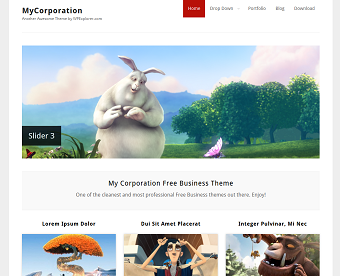 MyCorporation
Another Awesome Theme by WPExplorer.com
Home
Drop Down
Portfolio
Blog
Download
Slider 3
My Corporation Free Business Theme
One of the cleanest and most professional Free Business themes out there. Enjoy!
Lorem Ipsum Dolor
Dui Sit Amet Placerat
Integer Pulvinar, Mi Nec